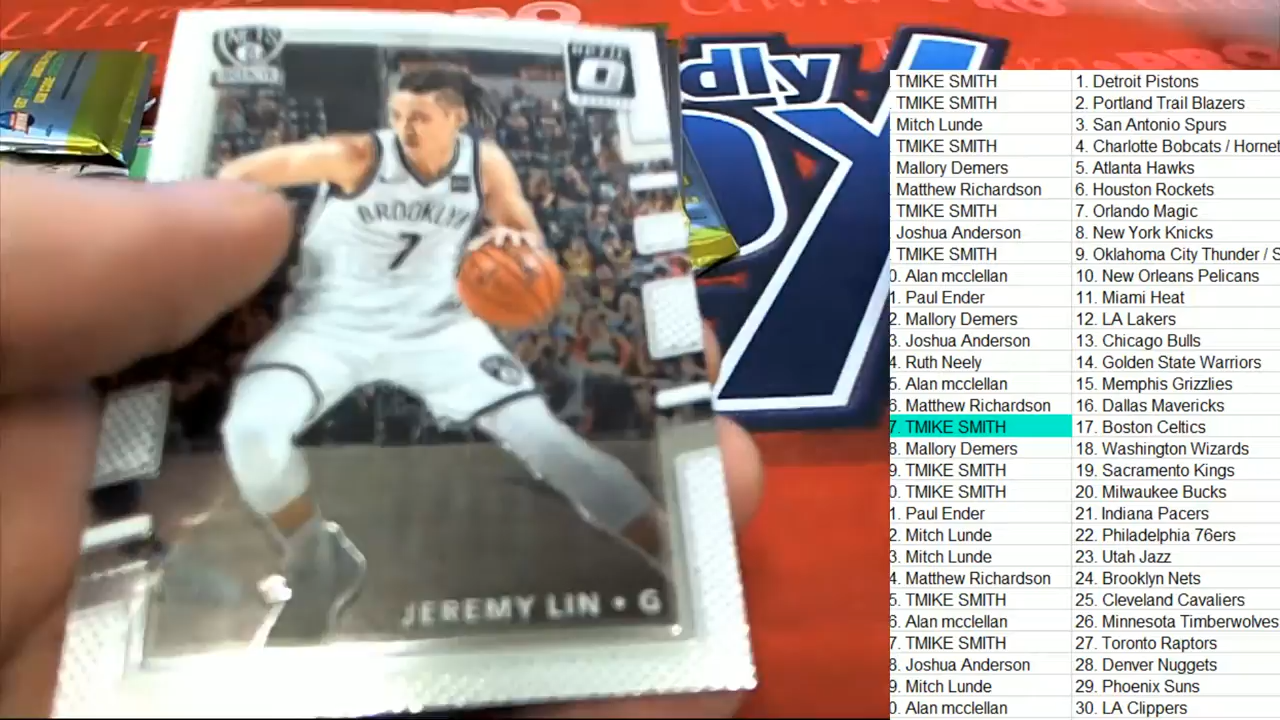 NETS
OPTIC
dly
BROOKLYN
7
JEREMY LIN • G
TMIKE SMITH 1. Detroit Pistons
TMIKE SMITH 2. Portland Trail Blazers
Mitch Lunde 3. San Antonio Spurs
TMIKE SMITH 4. Charlotte Bobcats / Hornet
Mallory Demers 5. Atlanta Hawks
Matthew Richardson 6. Houston Rockets
TMIKE SMITH 7. Orlando Magic
Joshua Anderson 8. New York Knicks
TMIKE SMITH 9. Oklahoma City Thunder / S
0. Alan mcclellan 10. New Orleans Pelicans
1. Paul Ender 11. Miami Heat
2. Mallory Demers 12. LA Lakers
3. Joshua Anderson 13. Chicago Bulls
4. Ruth Neely 14. Golden State Warriors
5. Alan mcclellan 15. Memphis Grizzlies
6. Matthew Richardson 16. Dallas Mavericks
7. TMIKE SMITH 17. Boston Celtics
8. Mallory Demers 18. Washington Wizards
9. TMIKE SMITH 19. Sacramento Kings
0. TMIKE SMITH 20. Milwaukee Bucks
1. Paul Ender 21. Indiana Pacers
2. Mitch Lunde 22. Philadelphia 76ers
3. Mitch Lunde 23. Utah Jazz
4. Matthew Richardson 24. Brooklyn Nets
5. TMIKE SMITH 25. Cleveland Cavaliers
6. Alan mcclellan 26. Minnesota Timberwolves
7. TMIKE SMITH 27. Toronto Raptors
8. Joshua Anderson 28. Denver Nuggets
9. Mitch Lunde 29. Phoenix Suns
0. Alan mcclellan 30. LA Clippers